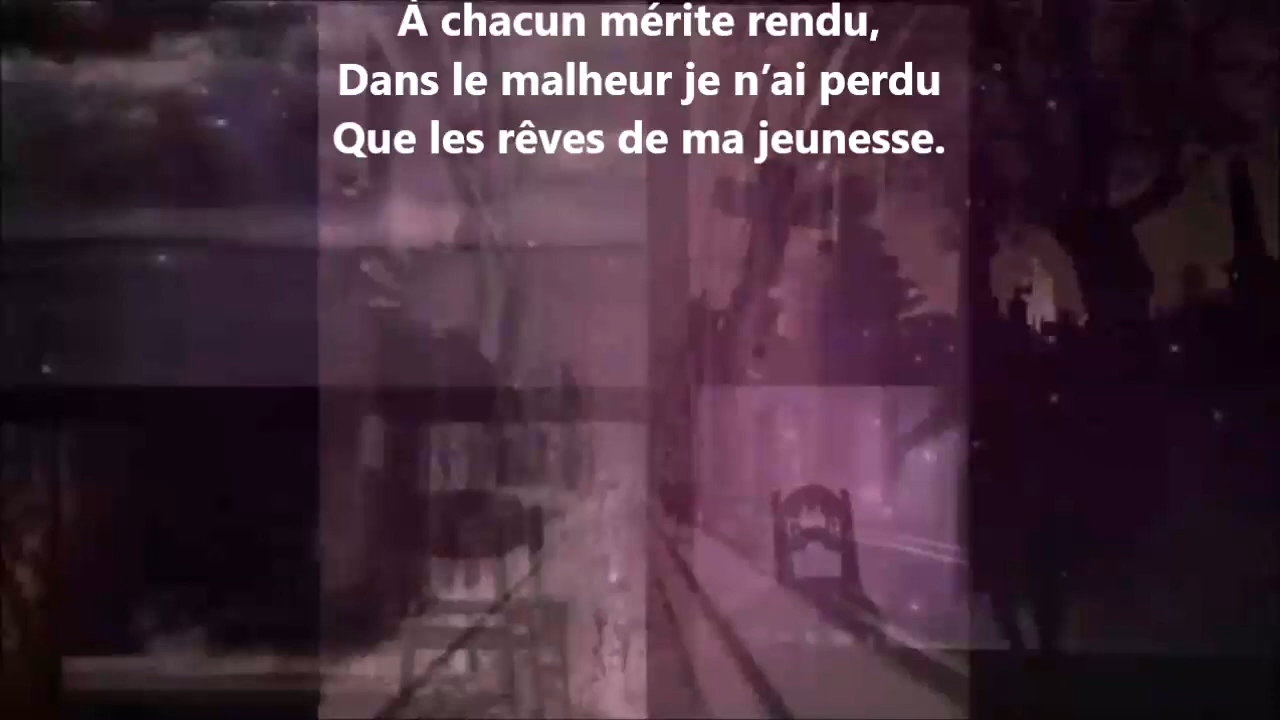 À chacun mérite rendu,
Dans le malheur je n’ai perdu
Que les rêves de ma jeunesse.